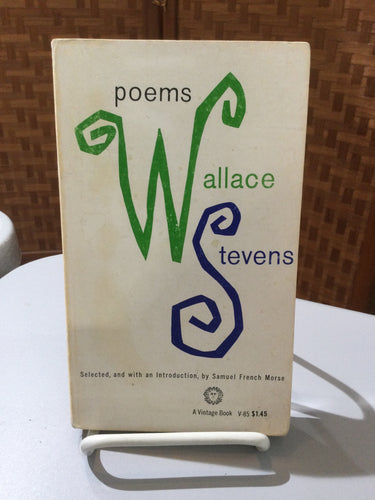 poems
Wallace
Stevens
Selected, and with an Introduction, by Samuel French Morse
A Vintage Book V-85 $1.45